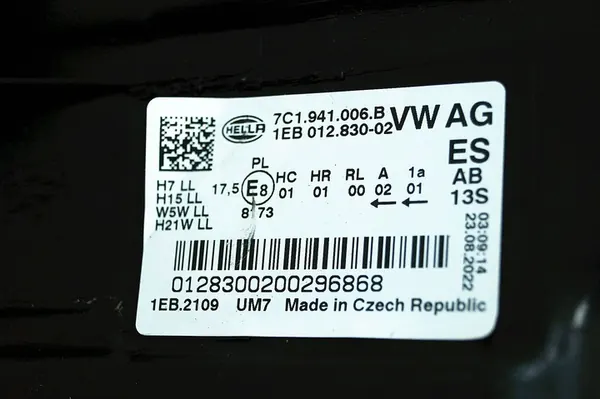 HELLA
7C1.941.006.B
1EB 012.830-02
VW AG
ES
AB
13S
PL
H7 LL
H15 LL
W5W LL
H21W LL
17,5 E8 HC HR RL A 1a
01 01 00 02 01
8173
← ←
03:09:14
23.08.2022
0128300200296868
1EB.2109 UM7 Made in Czech Republic